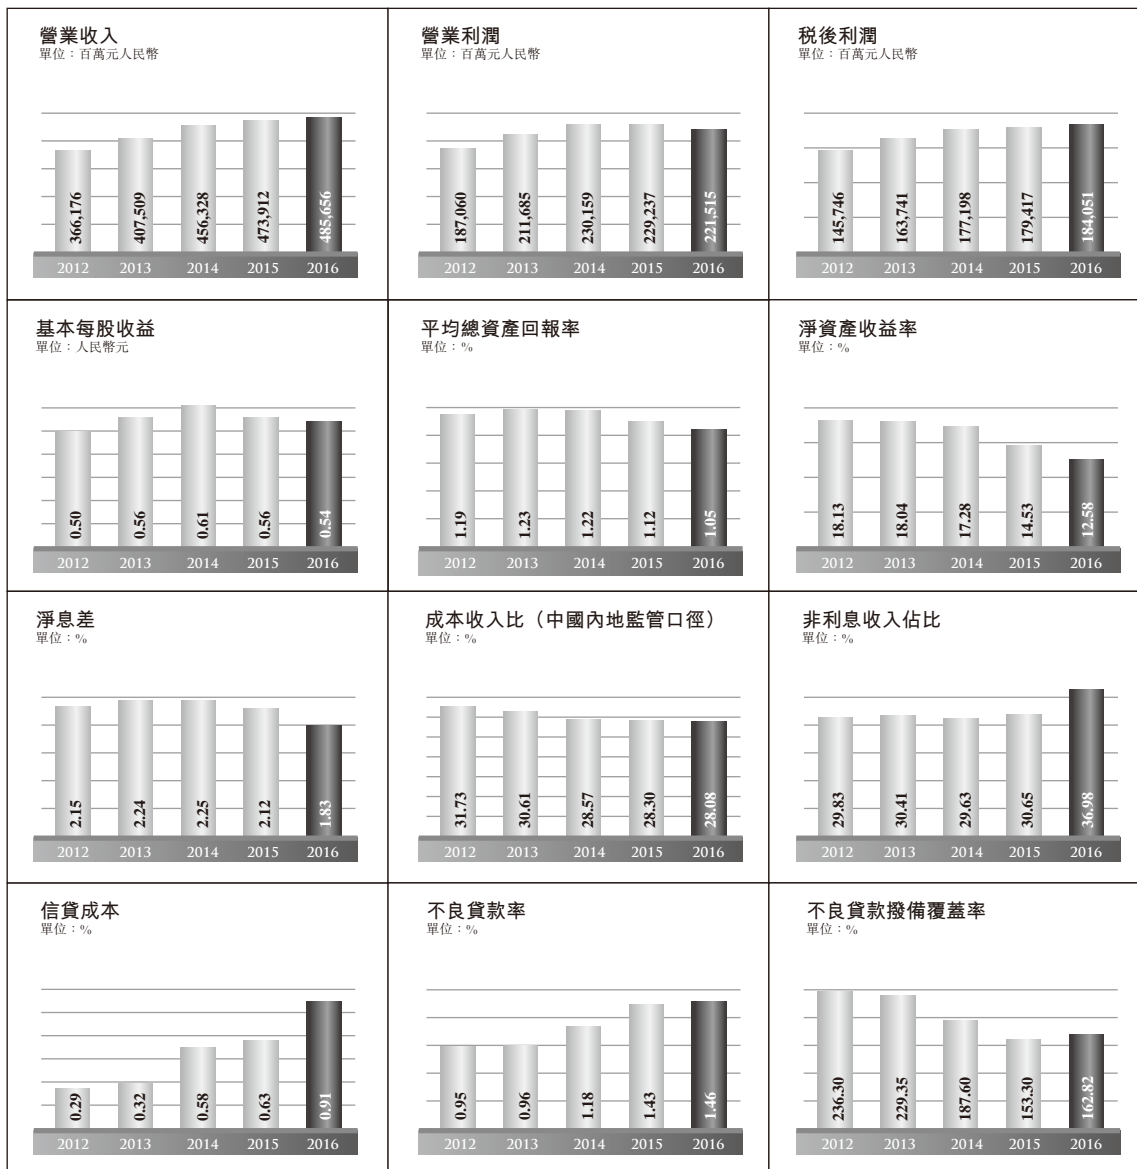 營業收入
單位：百萬元人民幣
366,176
407,509
456,328
473,912
485,656
2012 2013 2014 2015 2016
營業利潤
單位：百萬元人民幣
187,060
211,685
230,159
229,237
221,515
2012 2013 2014 2015 2016
税後利潤
單位：百萬元人民幣
145,746
163,741
177,198
179,417
184,051
2012 2013 2014 2015 2016
基本每股收益
單位：人民幣元
0.50
0.56
0.61
0.56
0.54
2012 2013 2014 2015 2016
平均總資產回報率
單位：%
1.19
1.23
1.22
1.12
1.05
2012 2013 2014 2015 2016
淨資產收益率
單位：%
18.13
18.04
17.28
14.53
12.58
2012 2013 2014 2015 2016
淨息差
單位：%
2.15
2.24
2.25
2.12
1.83
2012 2013 2014 2015 2016
成本收入比（中國內地監管口徑）
單位：%
31.73
30.61
28.57
28.30
28.08
2012 2013 2014 2015 2016
非利息收入佔比
單位：%
29.83
30.41
29.63
30.65
36.98
2012 2013 2014 2015 2016
信貸成本
單位：%
0.29
0.32
0.58
0.63
0.91
2012 2013 2014 2015 2016
不良貸款率
單位：%
0.95
0.96
1.18
1.43
1.46
2012 2013 2014 2015 2016
不良貸款撥備覆蓋率
單位：%
236.30
229.35
187.60
153.30
162.82
2012 2013 2014 2015 2016